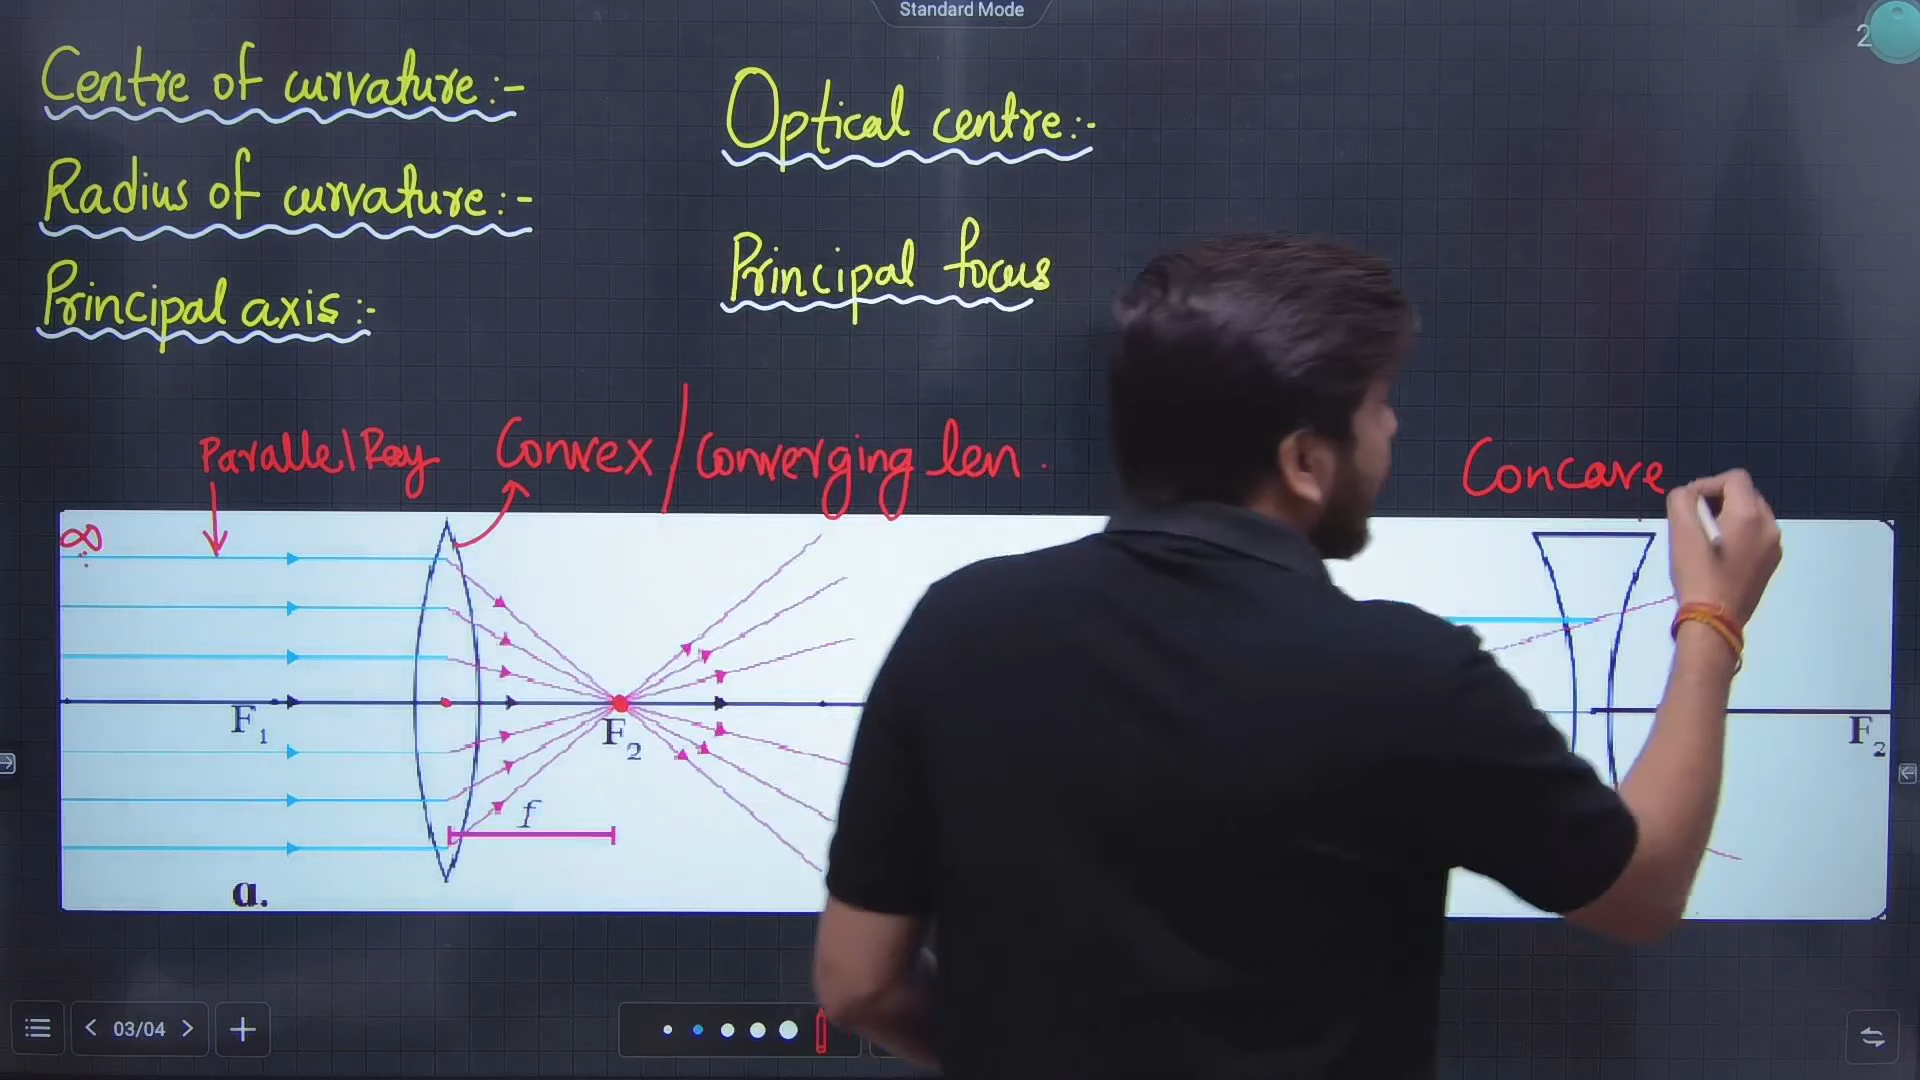 Standard Mode
2
Centre of curvature:-
Optical centre:-
Radius of curvature:-
Principal focus
Principal axis:-
Parallel Ray
Convex / Converging len.
Concave
∞
F₁
F₂
F₂
f
a.
03/04